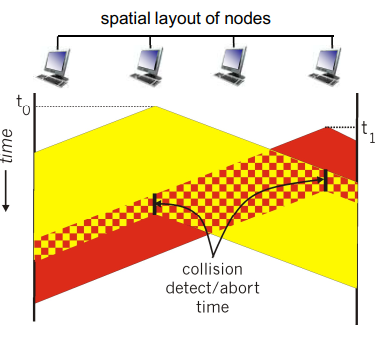 spatial layout of nodes
t0
t1
time
collision
detect/abort
time